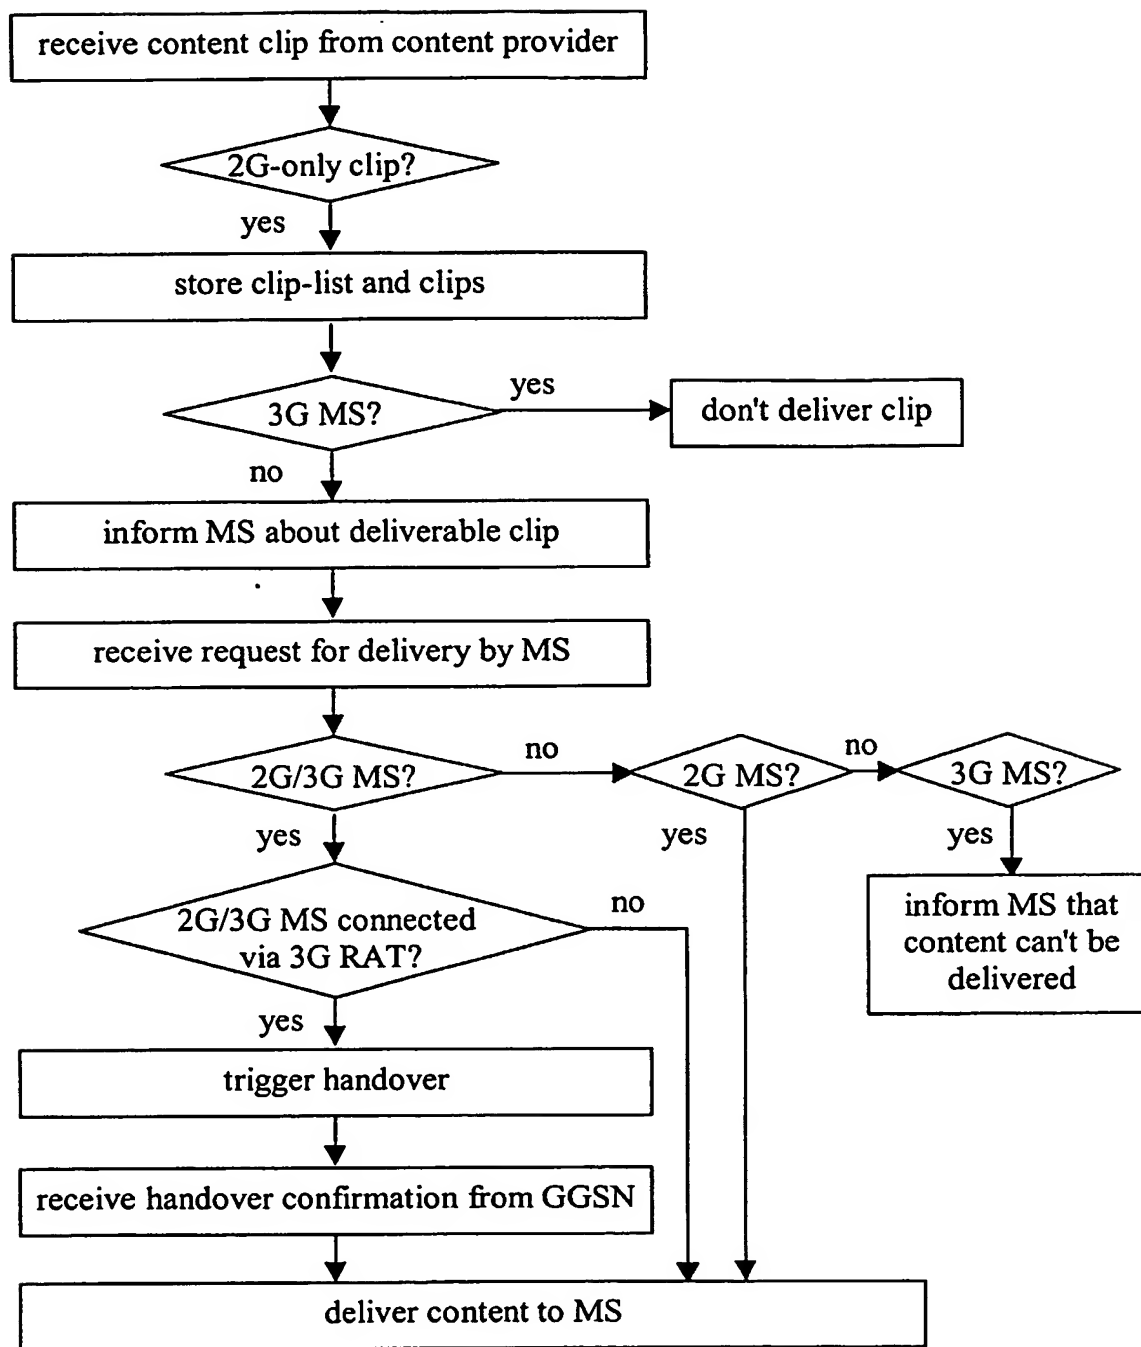 receive content clip from content provider
2G-only clip?
yes
store clip-list and clips
3G MS?
yes
don't deliver clip
no
inform MS about deliverable clip
receive request for delivery by MS
2G/3G MS?
no
2G MS?
no
3G MS?
yes
yes
yes
2G/3G MS connected
via 3G RAT?
no
inform MS that
content can't be
delivered
yes
trigger handover
receive handover confirmation from GGSN
deliver content to MS